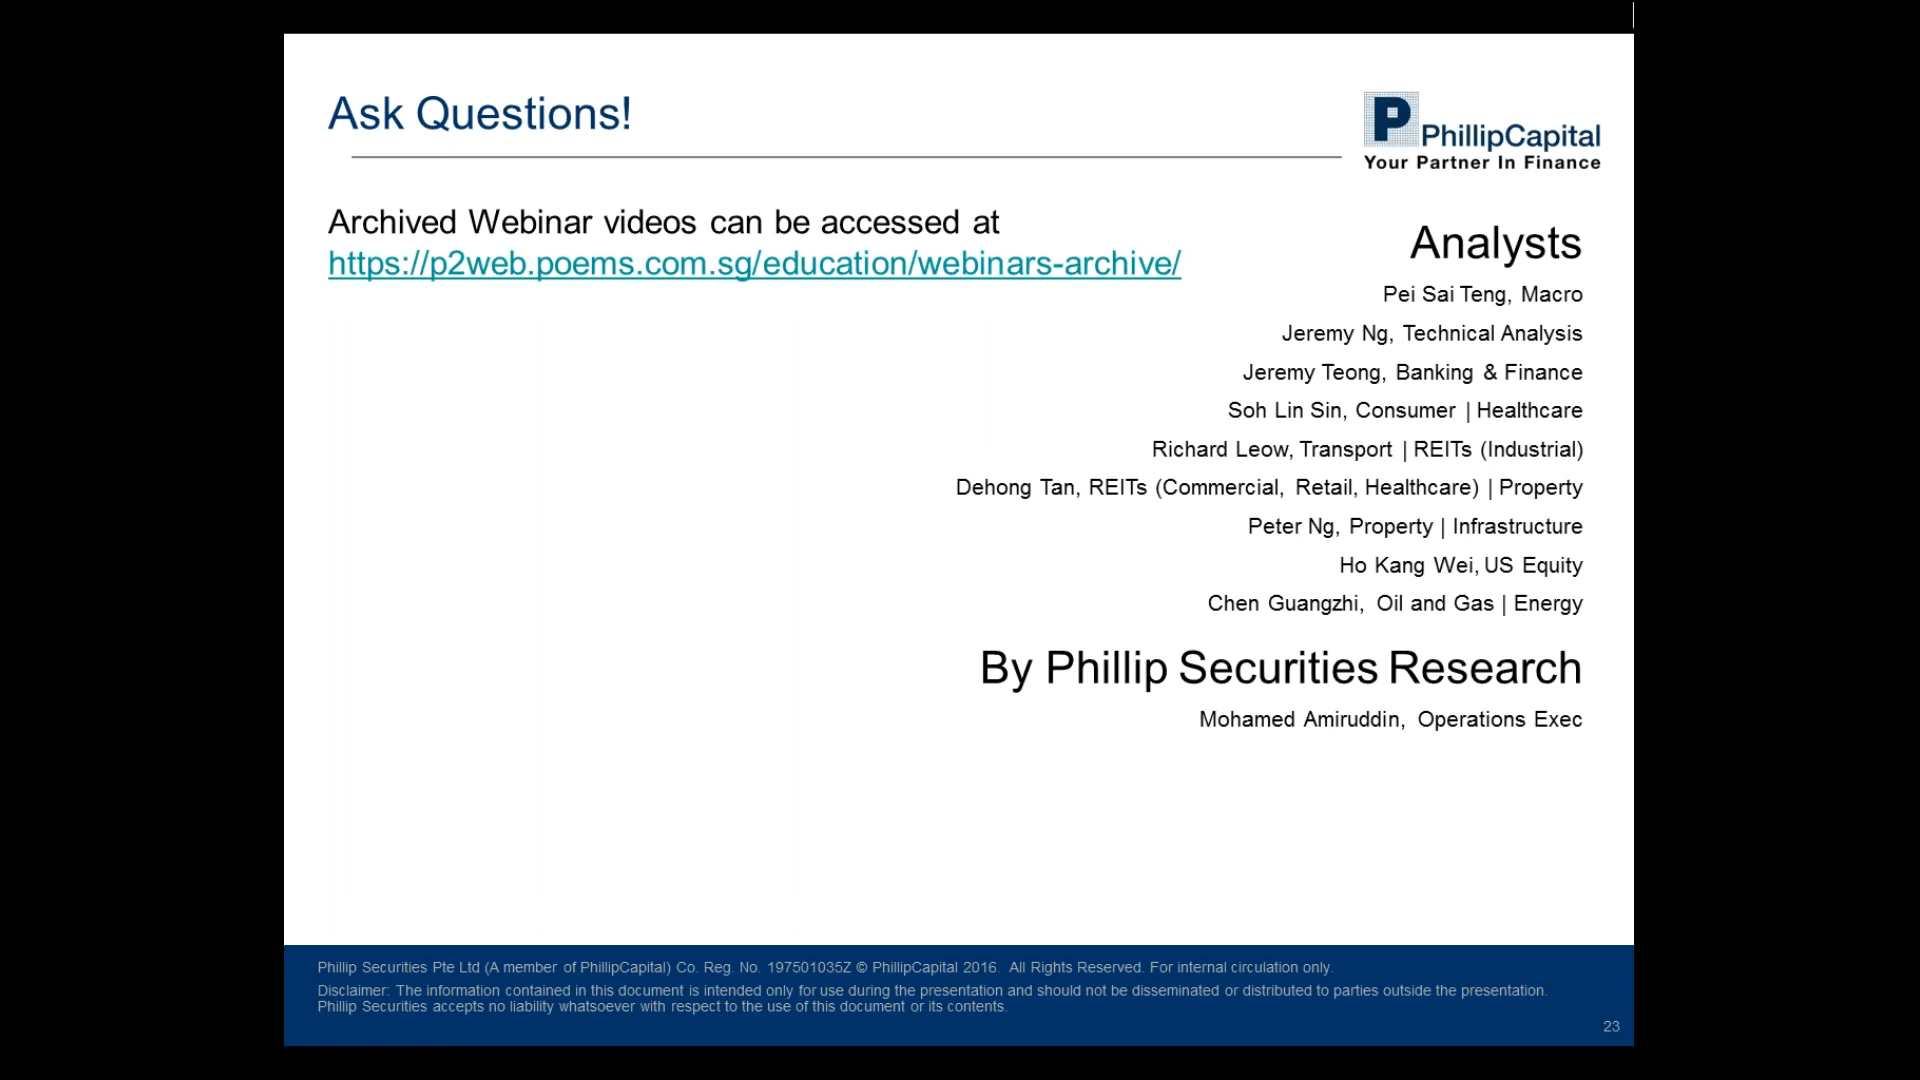 Ask Questions!
P PhillipCapital
Your Partner In Finance
Archived Webinar videos can be accessed at
https://p2web.poems.com.sg/education/webinars-archive/
Analysts
Pei Sai Teng, Macro
Jeremy Ng, Technical Analysis
Jeremy Teong, Banking & Finance
Soh Lin Sin, Consumer | Healthcare
Richard Leow, Transport | REITs (Industrial)
Dehong Tan, REITs (Commercial, Retail, Healthcare) | Property
Peter Ng, Property | Infrastructure
Ho Kang Wei, US Equity
Chen Guangzhi, Oil and Gas | Energy
By Phillip Securities Research
Mohamed Amiruddin, Operations Exec
Phillip Securities Pte Ltd (A member of PhillipCapital) Co. Reg. No. 197501035Z © PhillipCapital 2016. All Rights Reserved. For internal circulation only.
Disclaimer: The information contained in this document is intended only for use during the presentation and should not be disseminated or distributed to parties outside the presentation.
Phillip Securities accepts no liability whatsoever with respect to the use of this document or its contents.
23